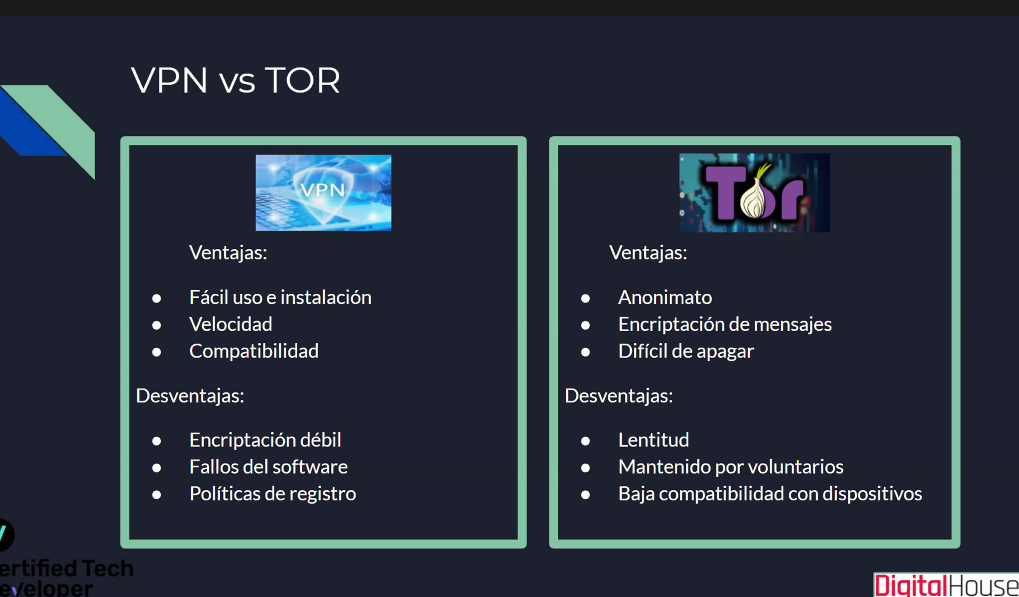 VPN vs TOR
VPN
Ventajas:
● Fácil uso e instalación
● Velocidad
● Compatibilidad
Desventajas:
● Encriptación débil
● Fallos del software
● Políticas de registro
Tor
Ventajas:
● Anonimato
● Encriptación de mensajes
● Difícil de apagar
Desventajas:
● Lentitud
● Mantenido por voluntarios
● Baja compatibilidad con dispositivos
ertified Tech
eveloper
DigitalHouse